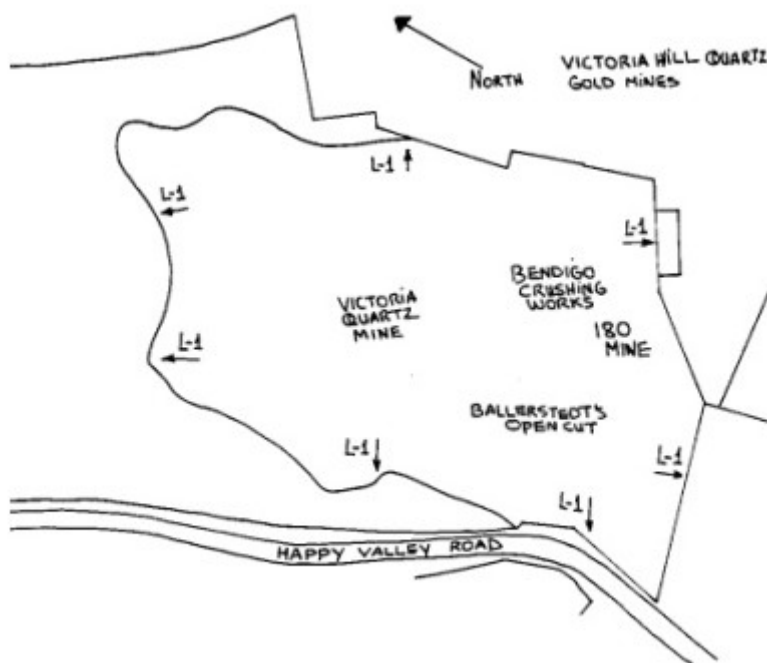 VICTORIA HILL QUARTZ
GOLD MINES
NORTH
L-1
L-1
L-1
BENDIGO
CRUSHING
WORKS
VICTORIA
QUARTZ
MINE
180
MINE
L-1
BALLERSTEDT'S
OPEN CUT
L-1
L-1
L-1
HAPPY VALLEY ROAD